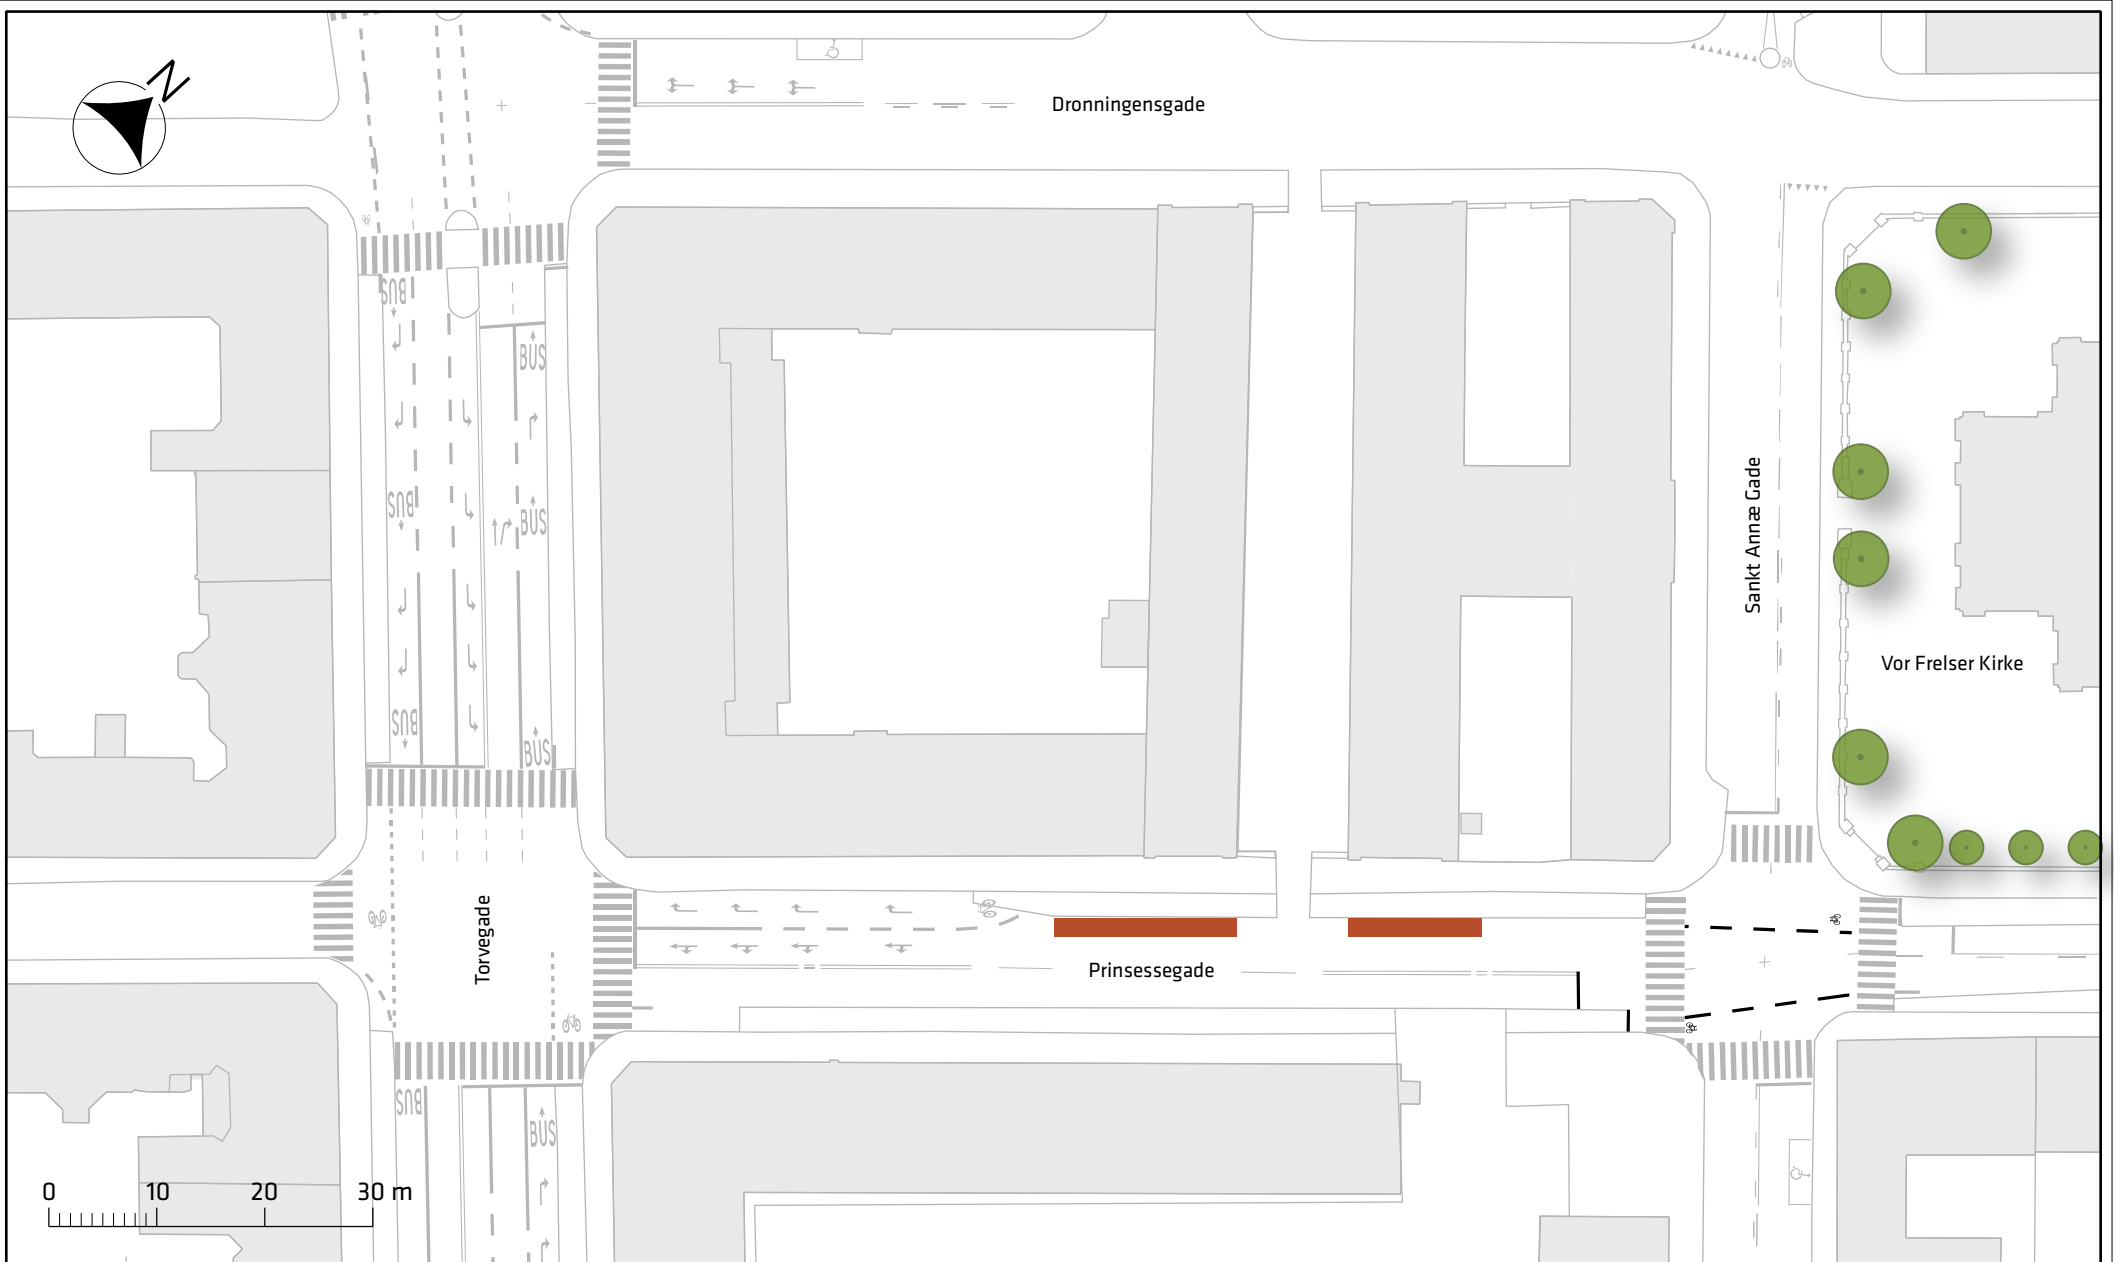 N
Dronningensgade
BUS
BUS
BUS
BUS
Sankt Annæ Gade
Vor Frelser Kirke
BUS
BUS
Torvegade
Prinsessegade
BUS
BUS
0 10 20 30 m